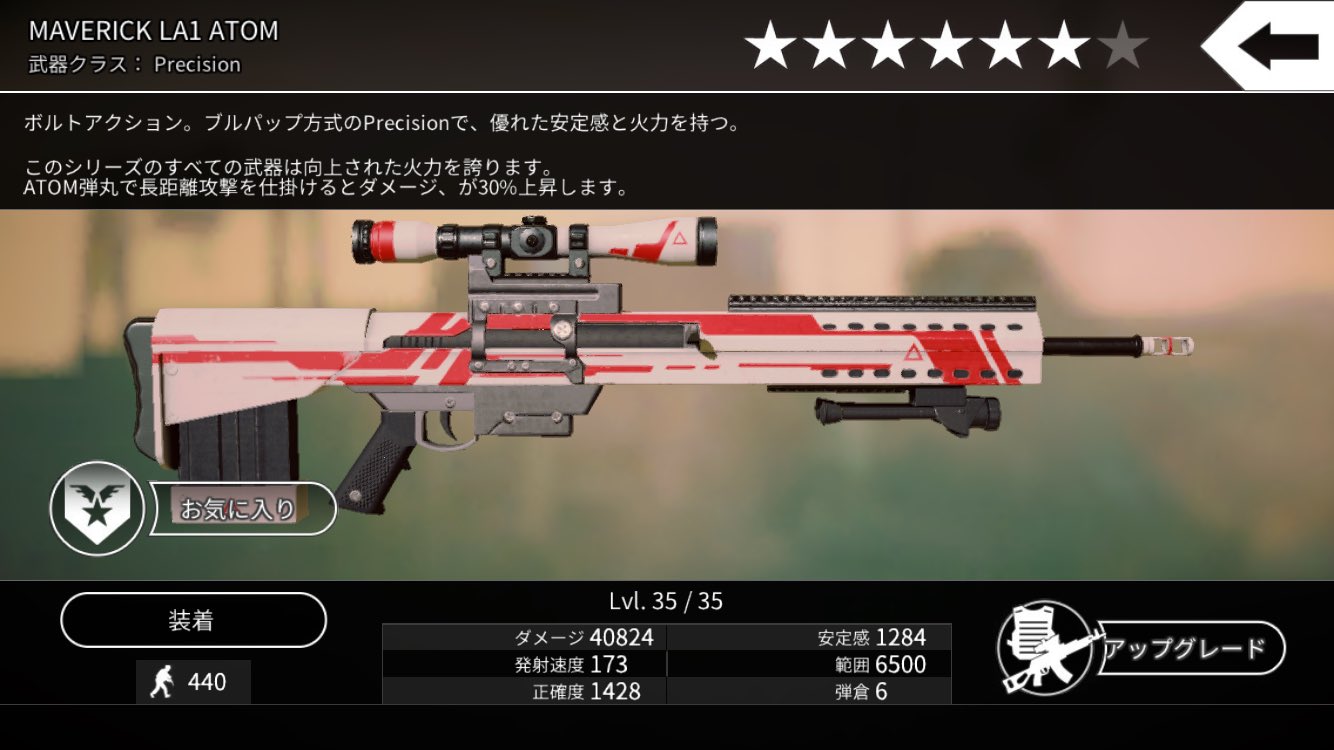 MAVERICK LA1 ATOM
武器クラス： Precision
ボルトアクション。ブルパップ方式のPrecisionで、優れた安定感と火力を持つ。
このシリーズのすべての武器は向上された火力を誇ります。
ATOM弾丸で長距離攻撃を仕掛けるとダメージ、が30%上昇します。
お気に入り
装着
440
Lvl. 35 / 35
ダメージ 40824
安定感 1284
発射速度 173
範囲 6500
正確度 1428
弾倉 6
アップグレード